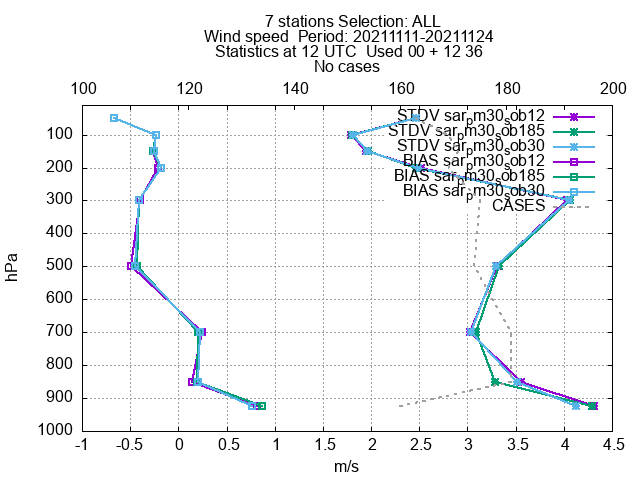 7 stations Selection: ALL
Wind speed  Period: 20211111-20211124
Statistics at 12 UTC  Used 00 + 12 36
No cases
100 120 140 160 180 200
STDV sar_pm30_sob12
STDV sar_pm30_sob185
STDV sar_pm30_sob30
BIAS sar_pm30_sob12
BIAS sar_pm30_sob185
BIAS sar_pm30_sob30
CASES
100
200
300
400
500
600
700
800
900
1000
hPa
-1 -0.5 0 0.5 1 1.5 2 2.5 3 3.5 4 4.5
m/s